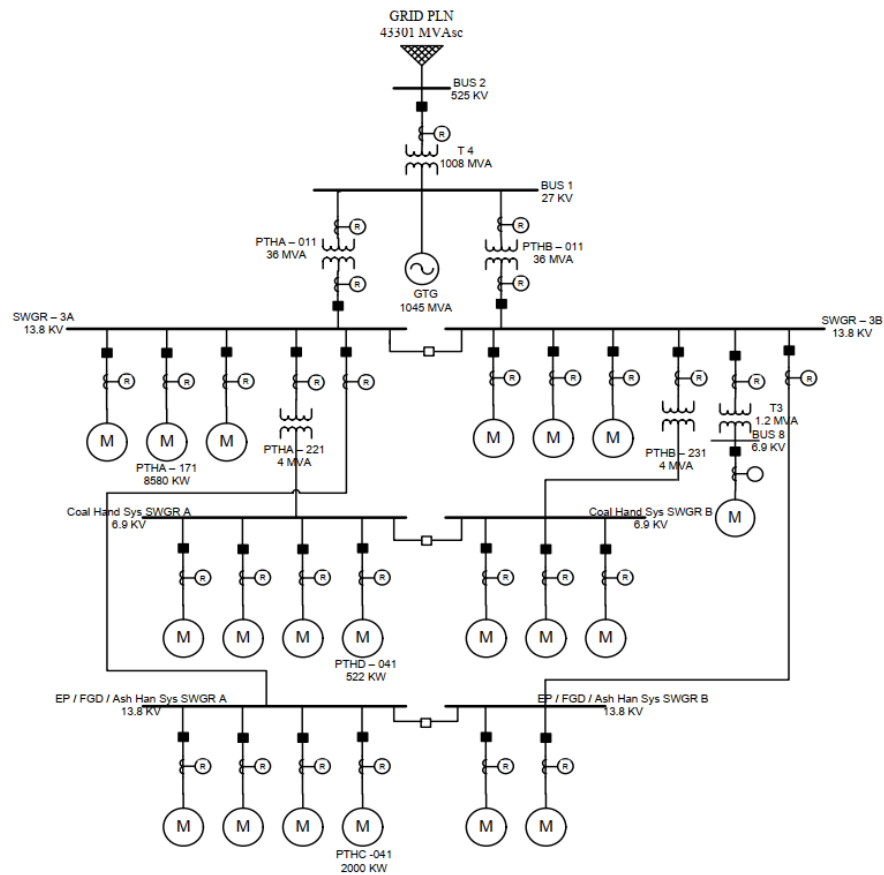 GRID PLN
43301 MVAsc
BUS 2
525 KV
R
T 4
1008 MVA
BUS 1
27 KV
R
R
PTHA – 011
36 MVA
PTHB – 011
36 MVA
R
R
GTG
1045 MVA
SWGR – 3A
13.8 KV
SWGR – 3B
13.8 KV
R
R
R
R
R
R
R
R
R
R
R
T3
1.2 MVA
M
M
M
M
M
M
PTHA – 171
8580 KW
PTHA – 221
4 MVA
PTHB – 231
4 MVA
BUS 8
6.9 KV
Coal Hand Sys SWGR A
6.9 KV
Coal Hand Sys SWGR B
6.9 KV
M
R
R
R
R
R
R
R
M
M
M
M
M
M
M
PTHD – 041
522 KW
EP / FGD / Ash Han Sys SWGR A
13.8 KV
EP / FGD / Ash Han Sys SWGR B
13.8 KV
R
R
R
R
R
R
M
M
M
M
M
M
PTHC -041
2000 KW